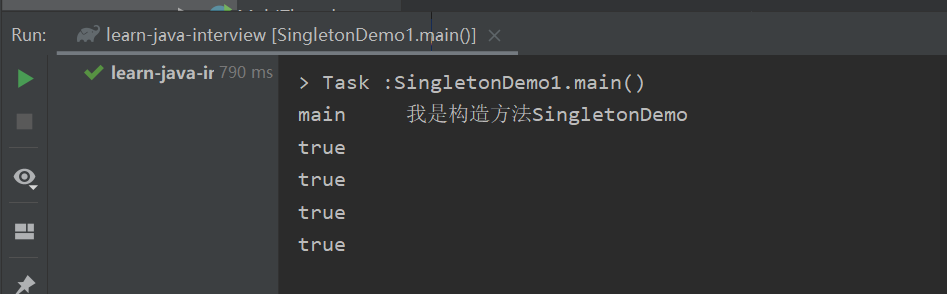 Run: learn-java-interview [SingletonDemo1.main()]
learn-java-ir 790 ms
> Task :SingletonDemo1.main()
main 我是构造方法SingletonDemo
true
true
true
true